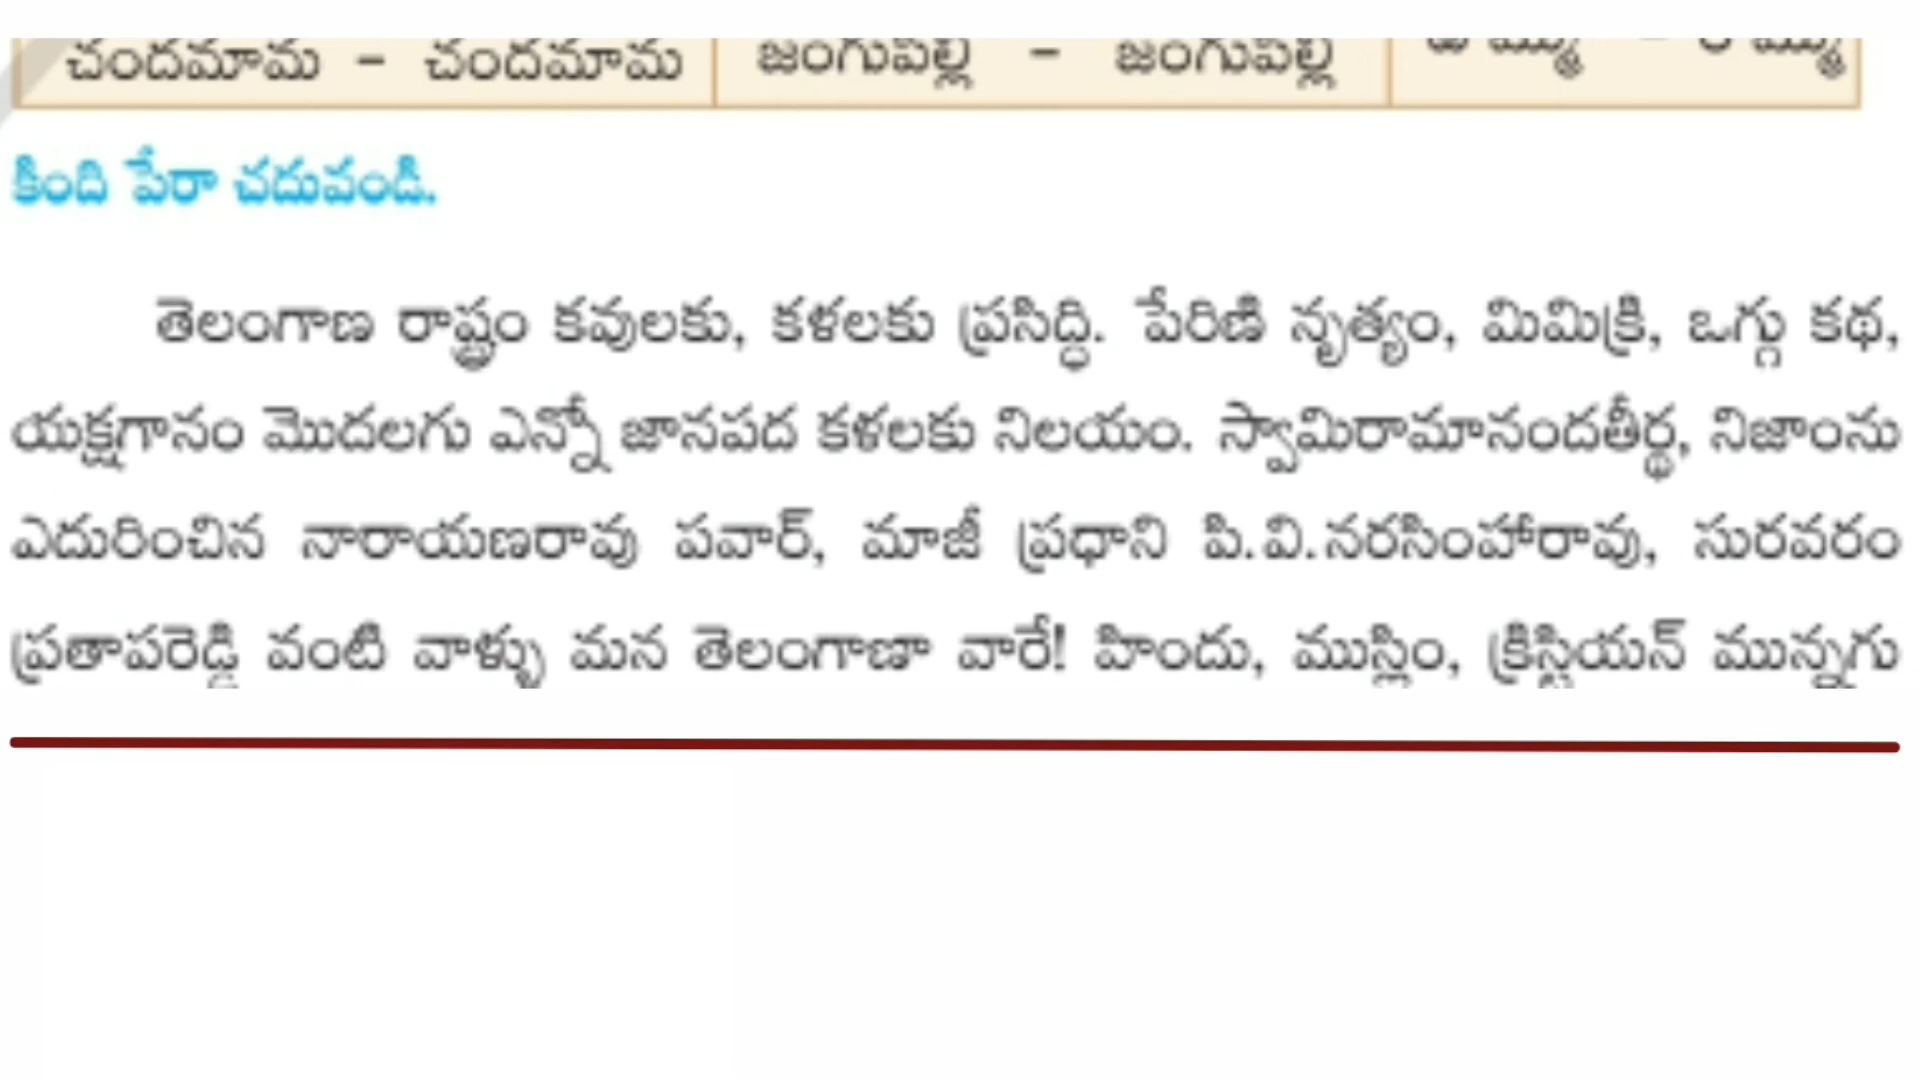 చందమామ – చందమామ జంగుపల్లి – జంగుపల్లి
కింది పేరా చదువండి.
తెలంగాణ రాష్ట్రం కవులకు, కళలకు ప్రసిద్ధి. పేరిణి నృత్యం, మిమిక్రి, ఒగ్గు కథ,
యక్షగానం మొదలగు ఎన్నో జానపద కళలకు నిలయం. స్వామిరామానందతీర్థ, నిజాంను
ఎదురించిన నారాయణరావు పవార్, మాజీ ప్రధాని పి.వి.నరసింహారావు, సురవరం
ప్రతాపరెడ్డి వంటి వాళ్ళు మన తెలంగాణా వారే! హిందు, ముస్లిం, క్రిస్టియన్ మున్నగు